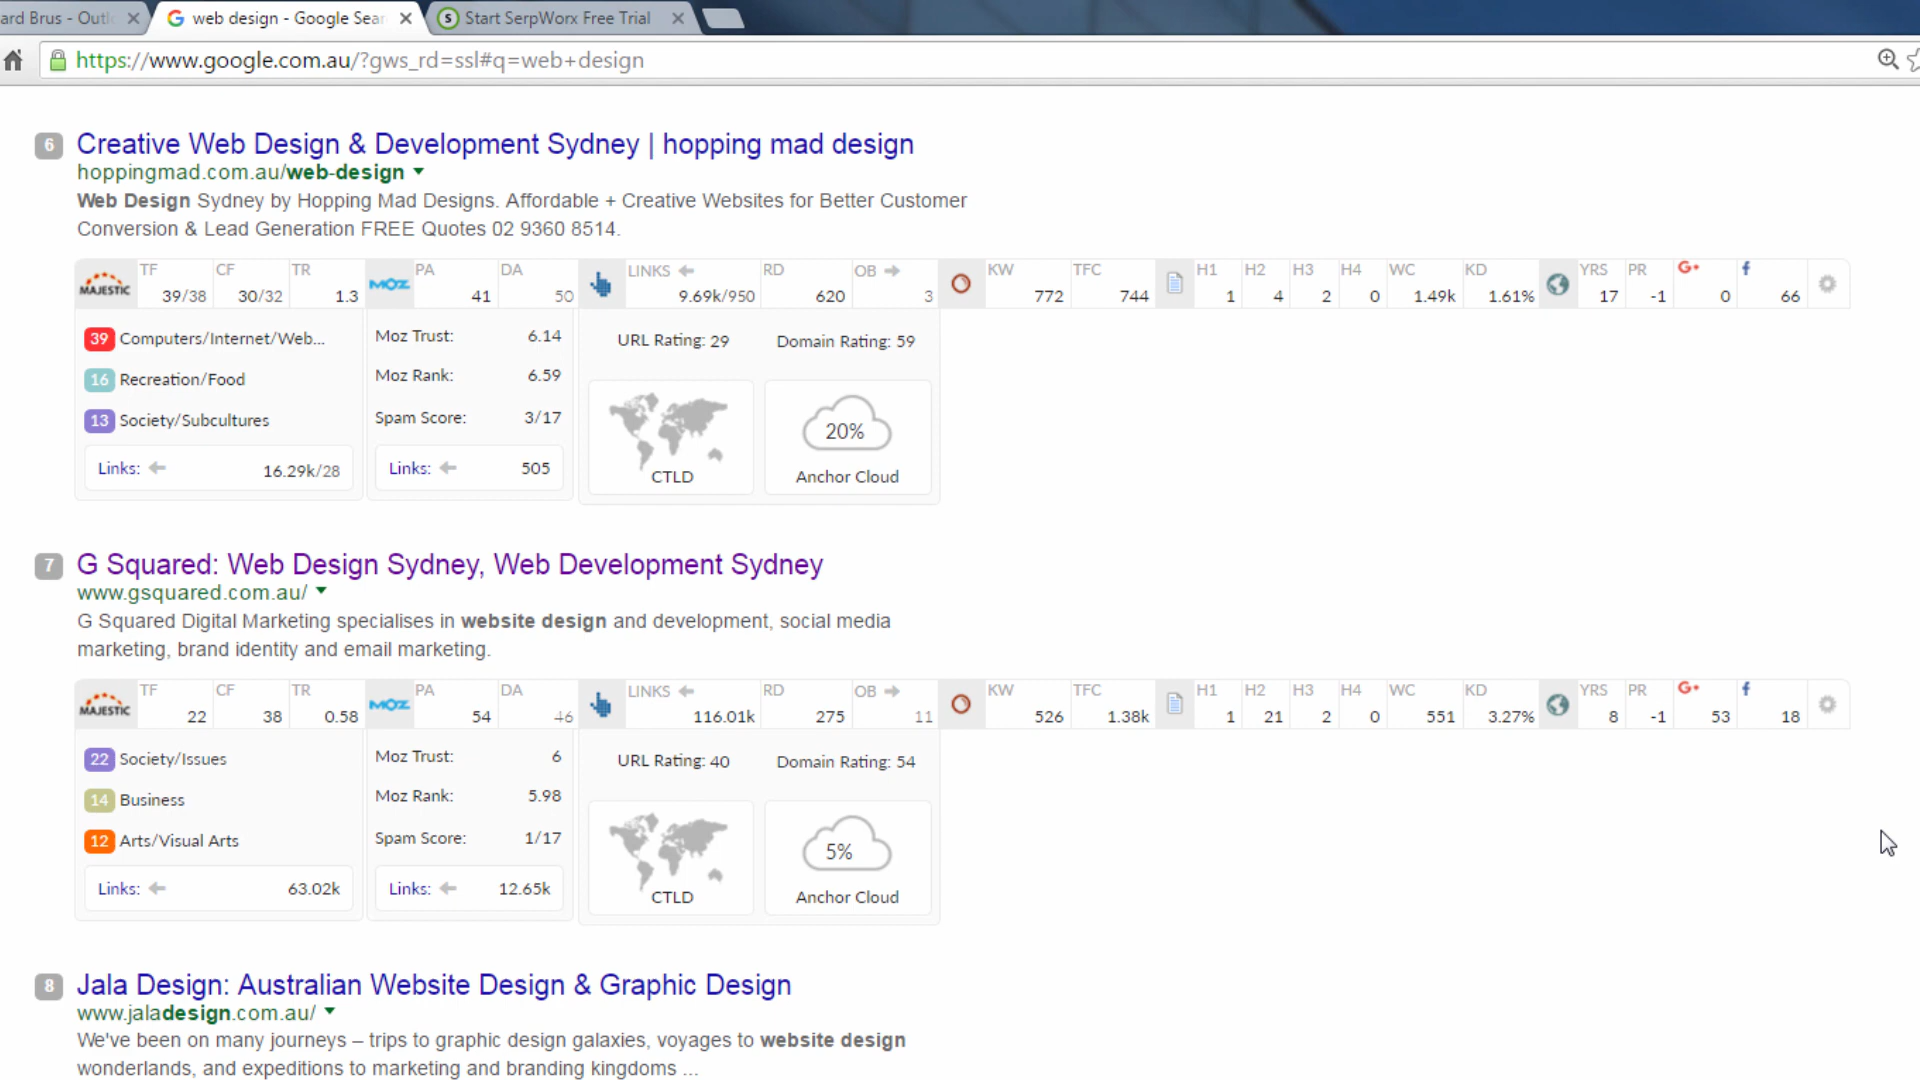 ard Brus - Outl
web design - Google Sear
Start SerpWorx Free Trial
https://www.google.com.au/?gws_rd=ssl#q=web+design
6 Creative Web Design & Development Sydney | hopping mad design
hoppingmad.com.au/web-design
Web Design Sydney by Hopping Mad Designs. Affordable + Creative Websites for Better Customer
Conversion & Lead Generation FREE Quotes 02 9360 8514.
TF CF TR PA DA LINKS RD OB KW TFC H1 H2 H3 H4 WC KD YRS PR G+ f
MAJESTIC 39/38 30/32 1.3 MOZ 41 50 9.69k/950 620 3 772 744 1 4 2 0 1.49k 1.61% 17 -1 0 66
39 Computers/Internet/Web... Moz Trust: 6.14 URL Rating: 29 Domain Rating: 59
16 Recreation/Food Moz Rank: 6.59
13 Society/Subcultures Spam Score: 3/17 20%
Links: 16.29k/28 Links: 505 CTLD Anchor Cloud
7 G Squared: Web Design Sydney, Web Development Sydney
www.gsquared.com.au/
G Squared Digital Marketing specialises in website design and development, social media
marketing, brand identity and email marketing.
TF CF TR PA DA LINKS RD OB KW TFC H1 H2 H3 H4 WC KD YRS PR G+ f
MAJESTIC 22 38 0.58 MOZ 54 46 116.01k 275 11 526 1.38k 1 21 2 0 551 3.27% 8 -1 53 18
22 Society/Issues Moz Trust: 6 URL Rating: 40 Domain Rating: 54
14 Business Moz Rank: 5.98
12 Arts/Visual Arts Spam Score: 1/17 5%
Links: 63.02k Links: 12.65k CTLD Anchor Cloud
8 Jala Design: Australian Website Design & Graphic Design
www.jaladesign.com.au/
We've been on many journeys – trips to graphic design galaxies, voyages to website design
wonderlands, and expeditions to marketing and branding kingdoms ...